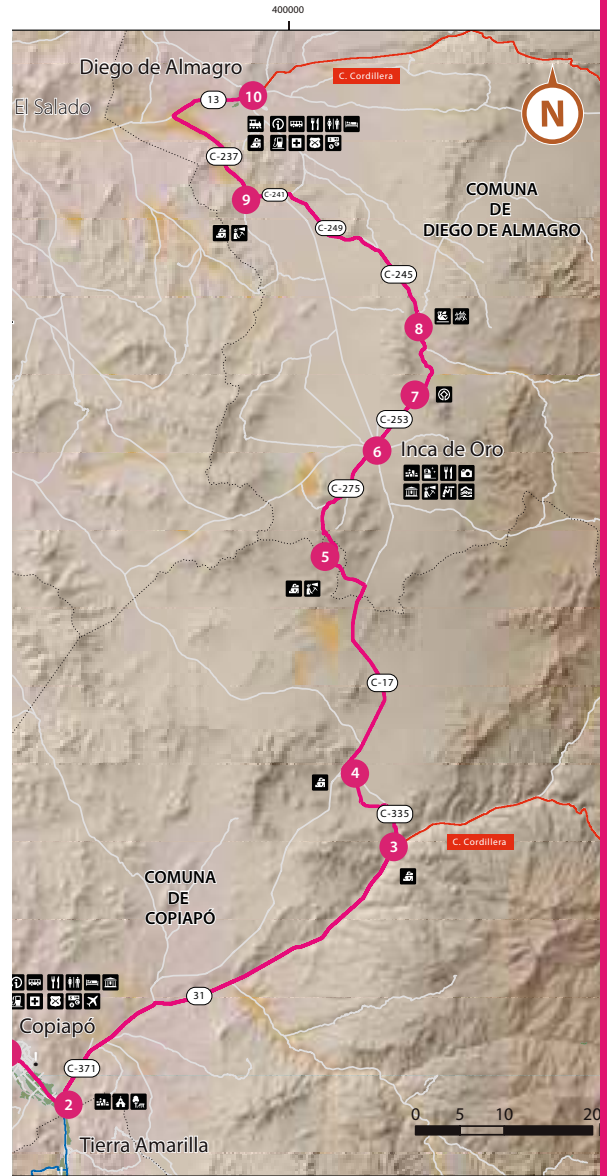 400000
Diego de Almagro
C. Cordillera
10
13
El Salado
N
C-237
COMUNA
DE
DIEGO DE ALMAGRO
9
C-241
C-249
C-245
8
7
C-253
6
Inca de Oro
C-275
5
C-17
4
C-335
3
C. Cordillera
COMUNA
DE
COPIAPÓ
31
Copiapó
C-371
2
Tierra Amarilla
0 5 10 20